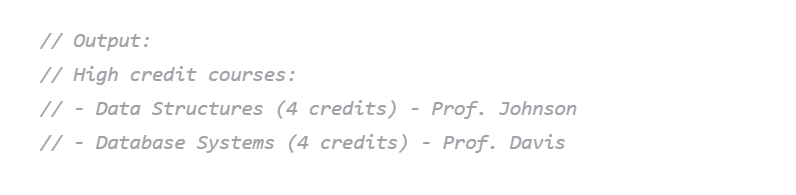 // Output:
// High credit courses:
// - Data Structures (4 credits) - Prof. Johnson
// - Database Systems (4 credits) - Prof. Davis